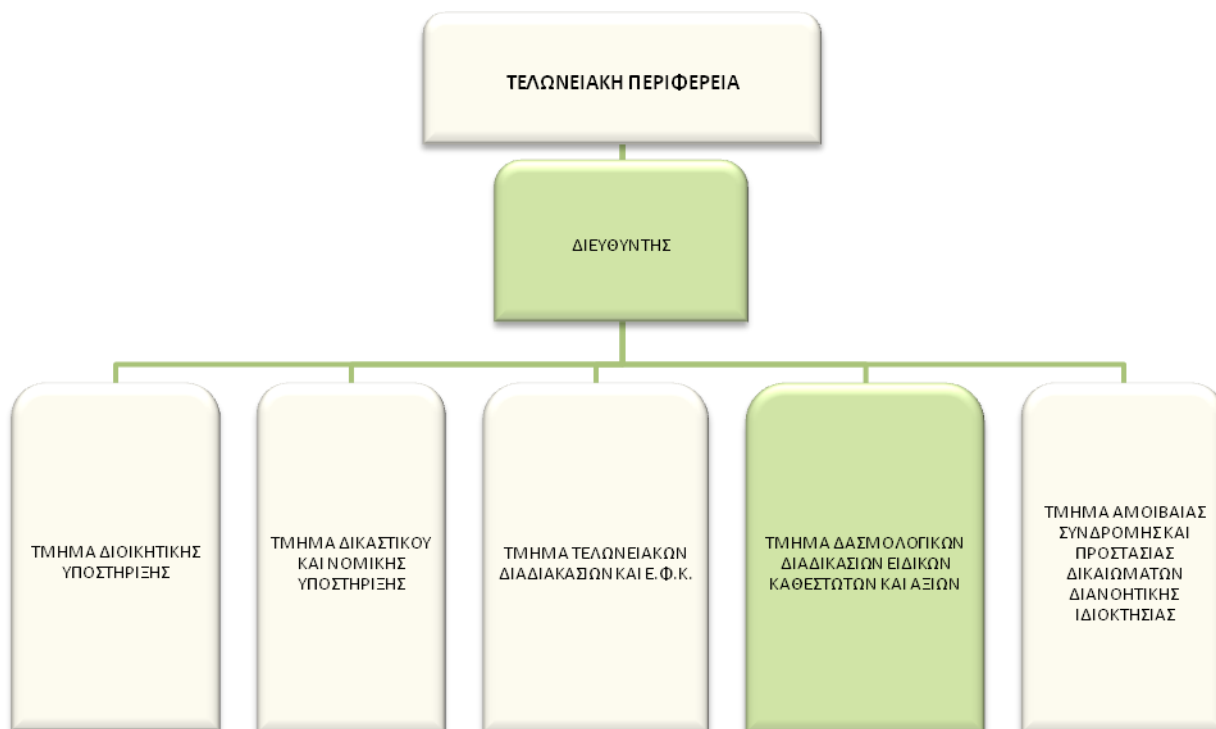 ΤΕΛΩΝΕΙΑΚΗ ΠΕΡΙΦΕΡΕΙΑ
ΔΙΕΥΘΥΝΤΗΣ
ΤΜΗΜΑ ΔΙΟΙΚΗΤΙΚΗΣ
ΥΠΟΣΤΗΡΙΞΗΣ
ΤΜΗΜΑ ΔΙΚΑΣΤΙΚΟΥ
ΚΑΙ ΝΟΜΙΚΗΣ
ΥΠΟΣΤΗΡΙΞΗΣ
ΤΜΗΜΑ ΤΕΛΩΝΕΙΑΚΩΝ
ΔΙΑΔΙΑΚΑΣΙΩΝ ΚΑΙ Ε.Φ.Κ.
ΤΜΗΜΑ ΔΑΣΜΟΛΟΓΙΚΩΝ
ΔΙΑΔΙΚΑΣΙΩΝ ΕΙΔΙΚΩΝ
ΚΑΘΕΣΤΩΤΩΝ ΚΑΙ ΑΞΙΩΝ
ΤΜΗΜΑ ΑΜΟΙΒΑΙΑΣ
ΣΥΝΔΡΟΜΗΣ ΚΑΙ
ΠΡΟΣΤΑΣΙΑΣ
ΔΙΚΑΙΩΜΑΤΩΝ
ΔΙΑΝΟΗΤΙΚΗΣ
ΙΔΙΟΚΤΗΣΙΑΣ